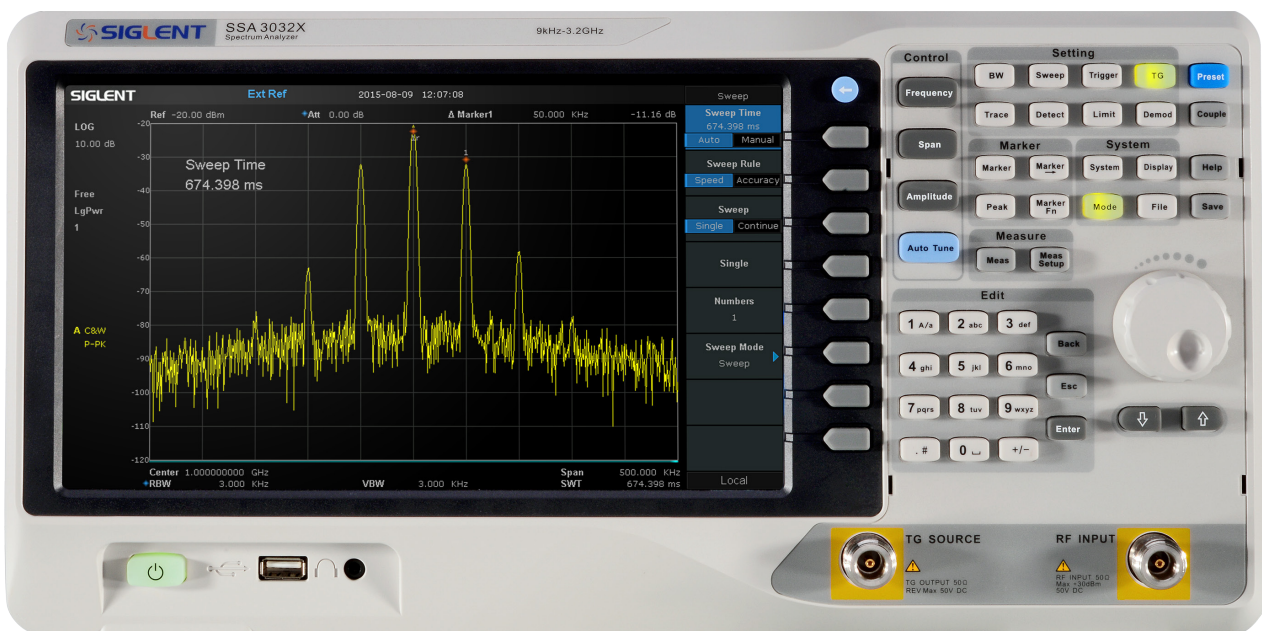 SIGLENT SSA 3032X
Spectrum Analyzer
9kHz-3.2GHz
SIGLENT Ext Ref 2015-08-09 12:07:08
Ref -20.00 dBm *Att 0.00 dB Δ Marker1 50.000 KHz -11.16 dB
LOG
10.00 dB
Free
LgPwr
1
A C&W
P-PK
-20
-30
-40
-50
-60
-70
-80
-90
-100
-110
-120
Sweep Time
674.398 ms
1
Center 1.000000000 GHz Span 500.000 KHz
*RBW 3.000 KHz VBW 3.000 KHz SWT 674.398 ms
Sweep
Sweep Time
674.398 ms
Auto Manual
Sweep Rule
Speed Accuracy
Sweep
Single Continue
Single
Numbers
1
Sweep Mode
Sweep
Local
Control
Frequency
Span
Amplitude
Auto Tune
Setting
BW Sweep Trigger TG Preset
Trace Detect Limit Demod Couple
Marker System
Marker Marker→ System Display Help
Peak Marker Fn Mode File Save
Measure
Meas Meas Setup
Edit
1 A/a 2 abc 3 def
Back
4 ghi 5 jkl 6 mno
Esc
7 pqrs 8 tuv 9 wxyz
Enter
. # 0 +/-
TG SOURCE
TG OUTPUT 50Ω
REV Max 50V DC
RF INPUT
RF INPUT 50Ω
Max +30dBm
50V DC